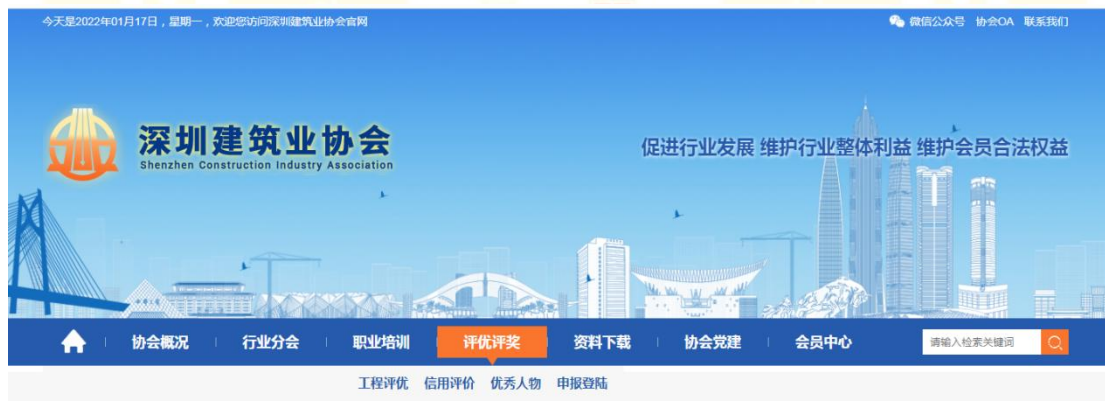 今天是2022年01月17日，星期一，欢迎您访问深圳建筑业协会官网
微信公众号 协会OA 联系我们
深圳建筑业协会
Shenzhen Construction Industry Association
促进行业发展 维护行业整体利益 维护会员合法权益
协会概况 行业分会 职业培训 评优评奖 资料下载 协会党建 会员中心 请输入检索关键词
工程评优 信用评价 优秀人物 申报登陆